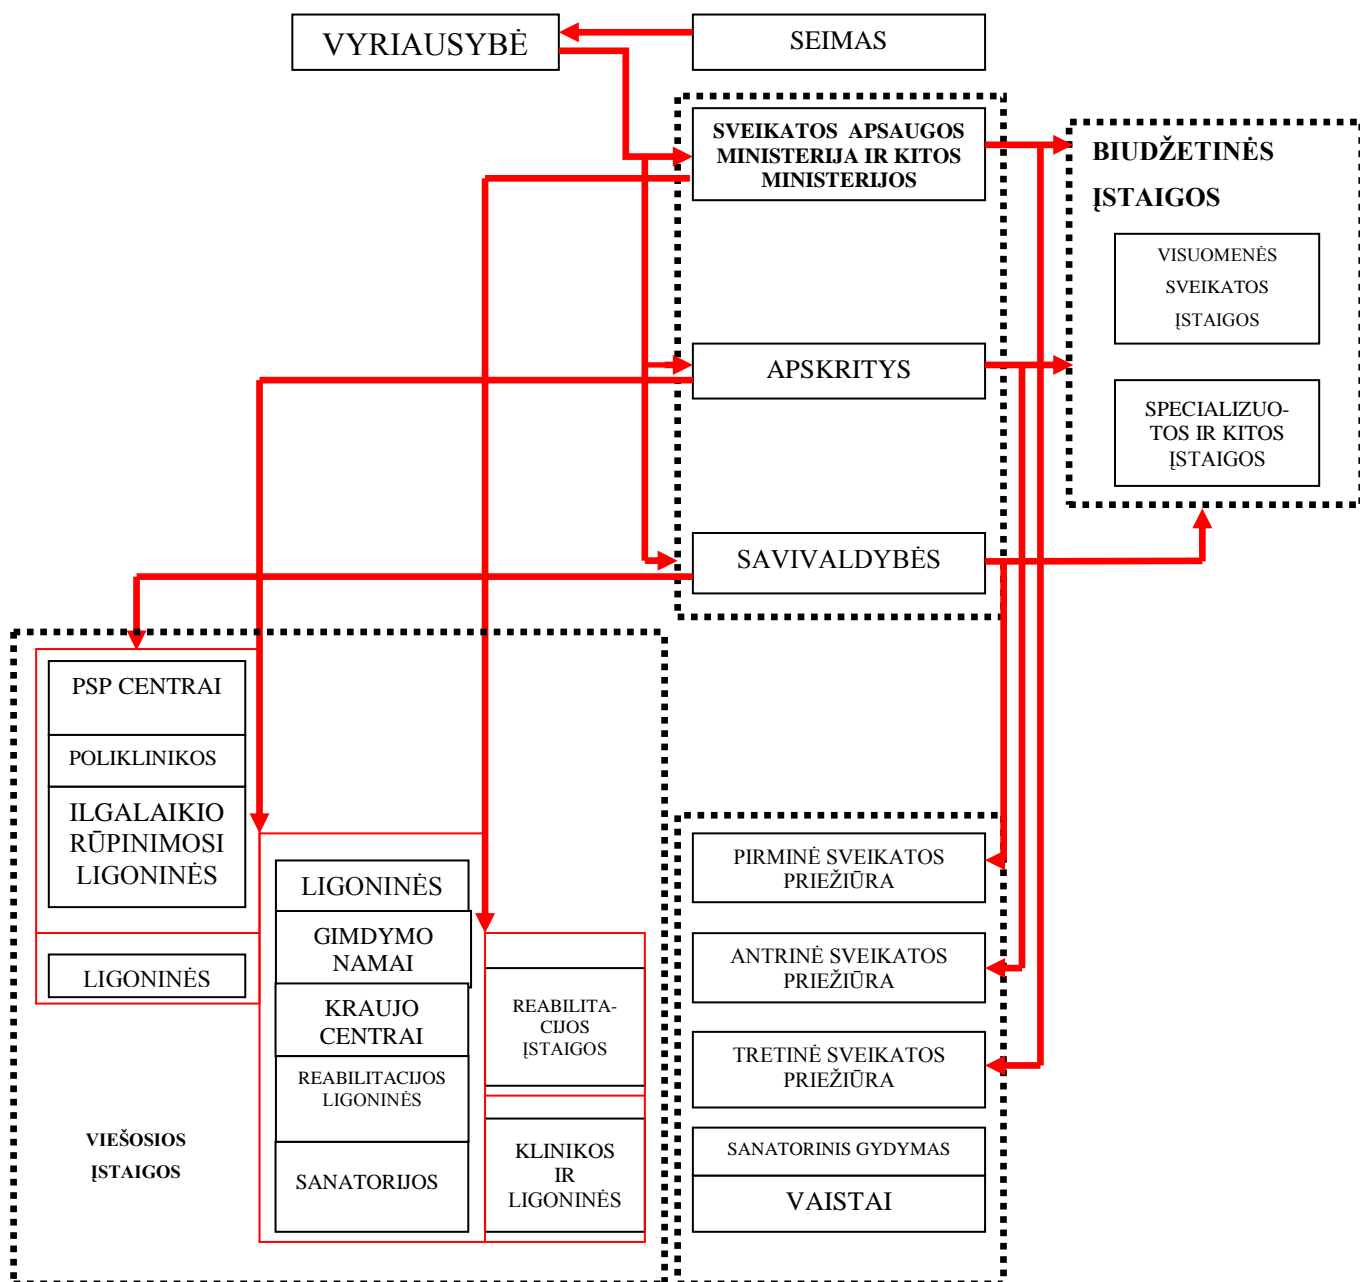 VYRIAUSYBĖ
SEIMAS
SVEIKATOS APSAUGOS
MINISTERIJA IR KITOS
MINISTERIJOS
BIUDŽETINĖS
ĮSTAIGOS
VISUOMENĖS
SVEIKATOS
ĮSTAIGOS
APSKRITYS
SPECIALIZUO-
TOS IR KITOS
ĮSTAIGOS
SAVIVALDYBĖS
PSP CENTRAI
POLIKLINIKOS
ILGALAIKIO
RŪPINIMOSI
LIGONINĖS
LIGONINĖS
LIGONINĖS
GIMDYMO
NAMAI
KRAUJO
CENTRAI
REABILITACIJOS
LIGONINĖS
SANATORIJOS
REABILITA-
CIJOS
ĮSTAIGOS
KLINIKOS
IR
LIGONINĖS
VIEŠOSIOS
ĮSTAIGOS
PIRMINĖ SVEIKATOS
PRIEŽIŪRA
ANTRINĖ SVEIKATOS
PRIEŽIŪRA
TRETINĖ SVEIKATOS
PRIEŽIŪRA
SANATORINIS GYDYMAS
VAISTAI